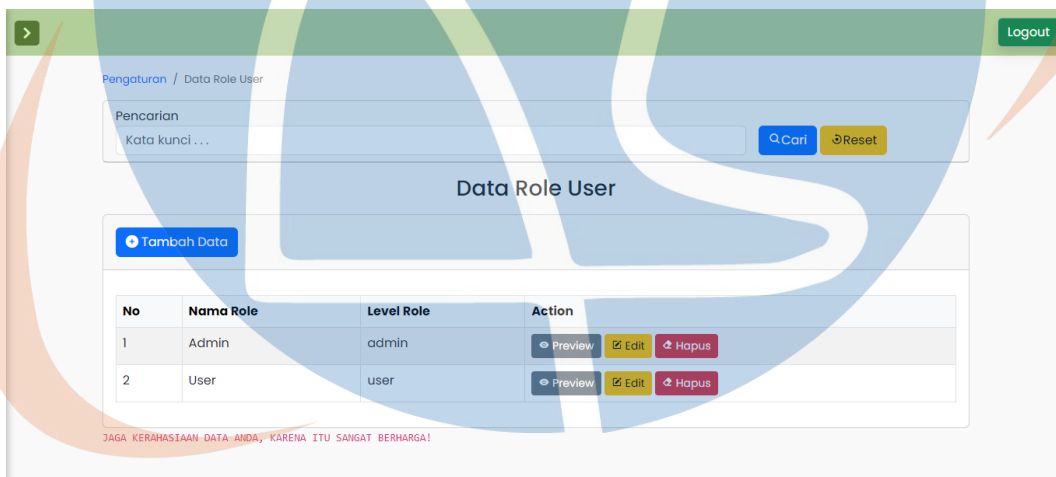 Logout
Pengaturan / Data Role User
Pencarian
Kata kunci . . .
Cari
Reset
Data Role User
Tambah Data
No Nama Role Level Role Action
1 Admin admin Preview Edit Hapus
2 User user Preview Edit Hapus
JAGA KERAHASIAAN DATA ANDA, KARENA ITU SANGAT BERHARGA!